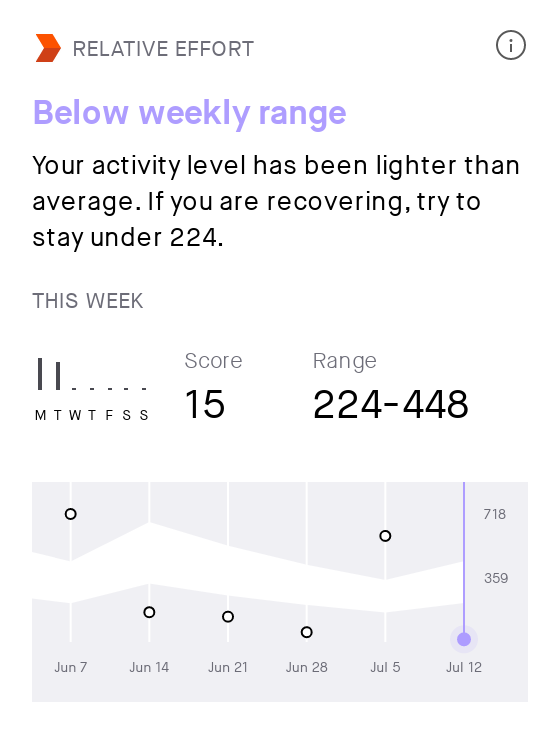 RELATIVE EFFORT
Below weekly range
Your activity level has been lighter than
average. If you are recovering, try to
stay under 224.
THIS WEEK
Score
Range
M T W T F S S
15
224-448
718
359
Jun 7
Jun 14
Jun 21
Jun 28
Jul 5
Jul 12